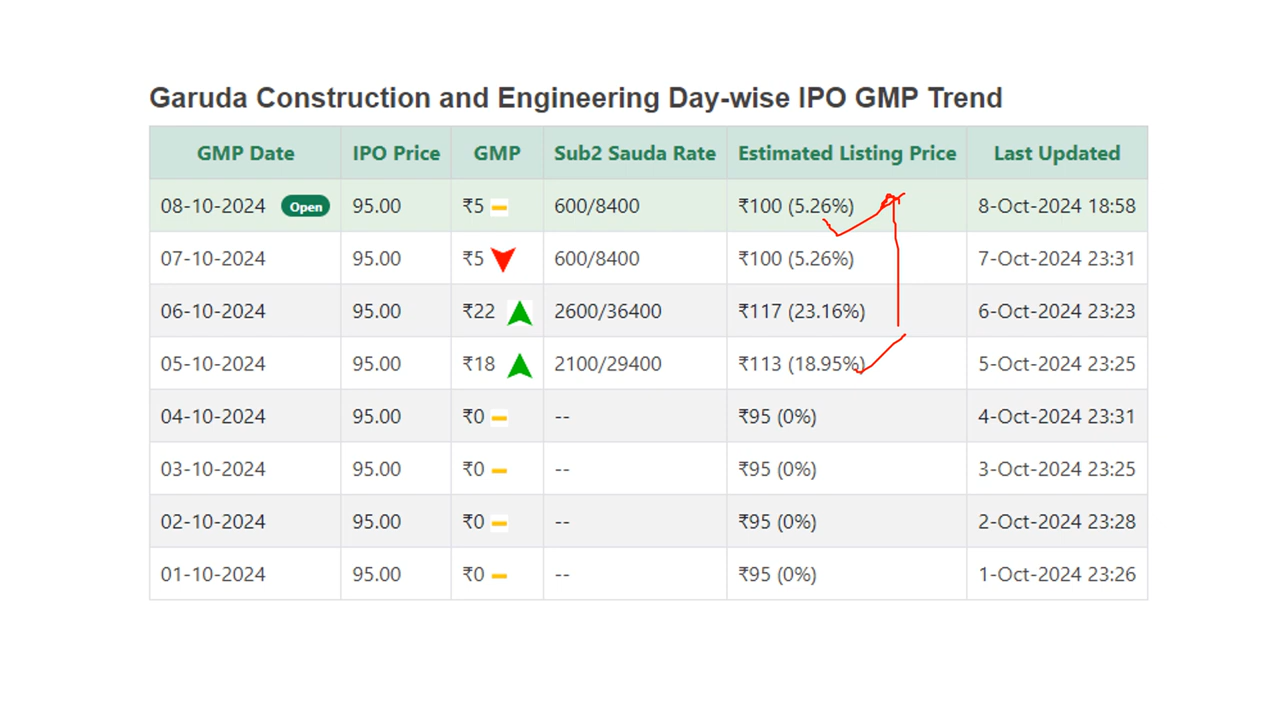 Garuda Construction and Engineering Day-wise IPO GMP Trend
GMP Date IPO Price GMP Sub2 Sauda Rate Estimated Listing Price Last Updated
08-10-2024 Open 95.00 ₹5 600/8400 ₹100 (5.26%) 8-Oct-2024 18:58
07-10-2024 95.00 ₹5 600/8400 ₹100 (5.26%) 7-Oct-2024 23:31
06-10-2024 95.00 ₹22 2600/36400 ₹117 (23.16%) 6-Oct-2024 23:23
05-10-2024 95.00 ₹18 2100/29400 ₹113 (18.95%) 5-Oct-2024 23:25
04-10-2024 95.00 ₹0 -- ₹95 (0%) 4-Oct-2024 23:31
03-10-2024 95.00 ₹0 -- ₹95 (0%) 3-Oct-2024 23:25
02-10-2024 95.00 ₹0 -- ₹95 (0%) 2-Oct-2024 23:28
01-10-2024 95.00 ₹0 -- ₹95 (0%) 1-Oct-2024 23:26